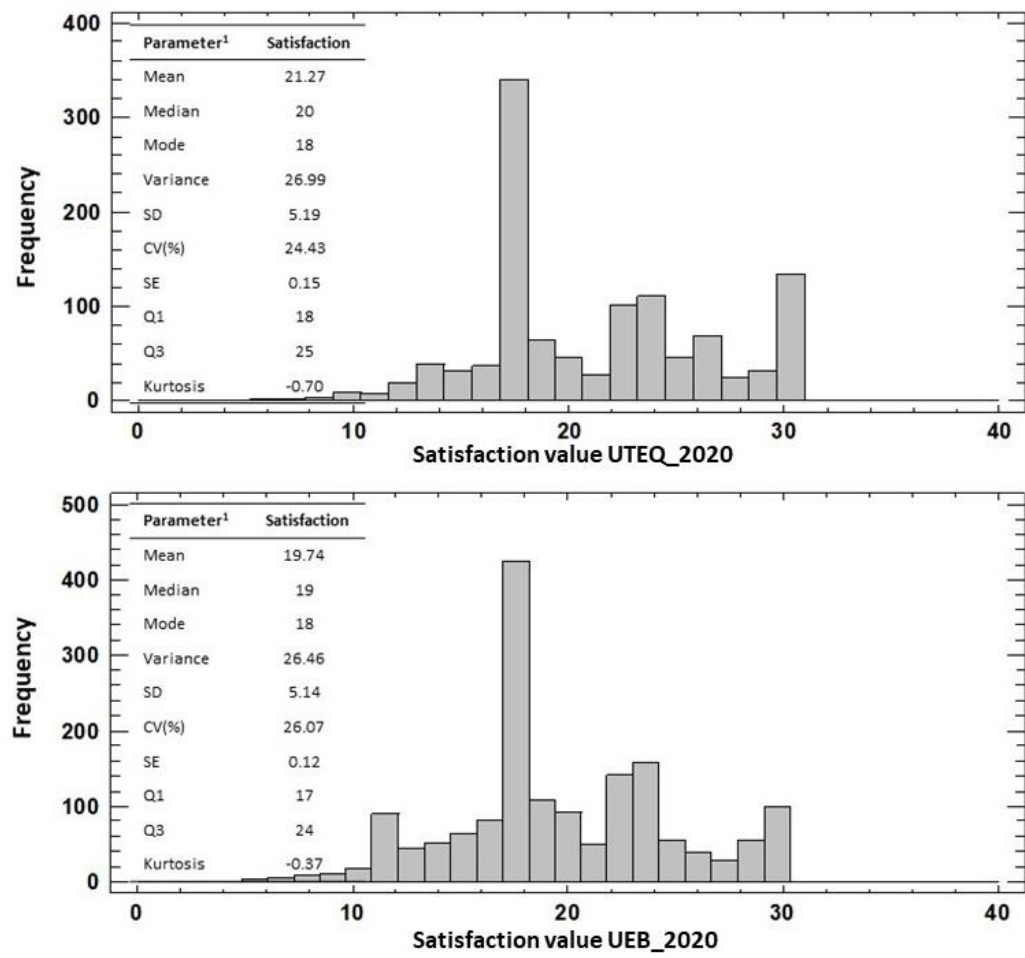 400
300
200
100
0
Frequency
Parameter¹ Satisfaction
Mean 21.27
Median 20
Mode 18
Variance 26.99
SD 5.19
CV(%) 24.43
SE 0.15
Q1 18
Q3 25
Kurtosis -0.70
0 10 20 30 40
Satisfaction value UTEQ_2020
500
400
300
200
100
0
Frequency
Parameter¹ Satisfaction
Mean 19.74
Median 19
Mode 18
Variance 26.46
SD 5.14
CV(%) 26.07
SE 0.12
Q1 17
Q3 24
Kurtosis -0.37
0 10 20 30 40
Satisfaction value UEB_2020